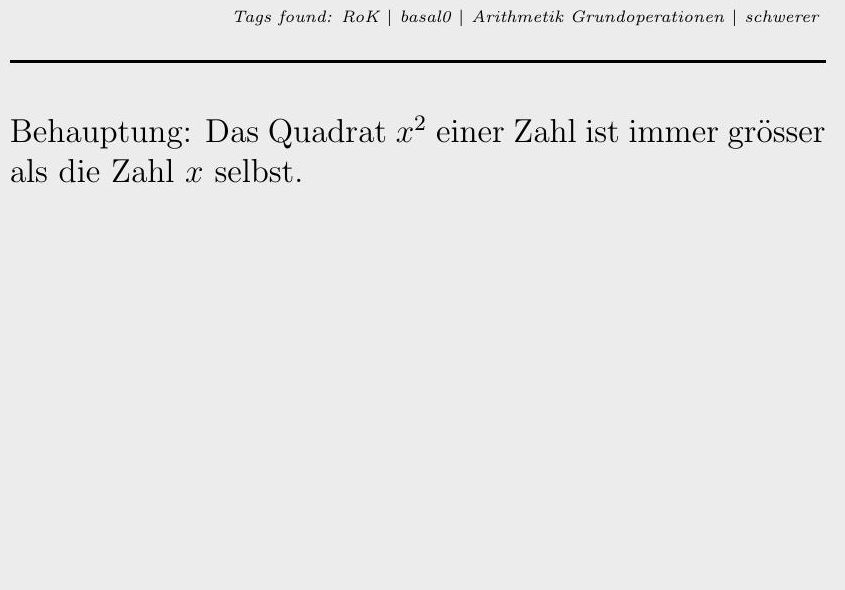 Tags found: RoK | basal0 | Arithmetik Grundoperationen | schwerer
Behauptung: Das Quadrat x² einer Zahl ist immer grösser
als die Zahl x selbst.